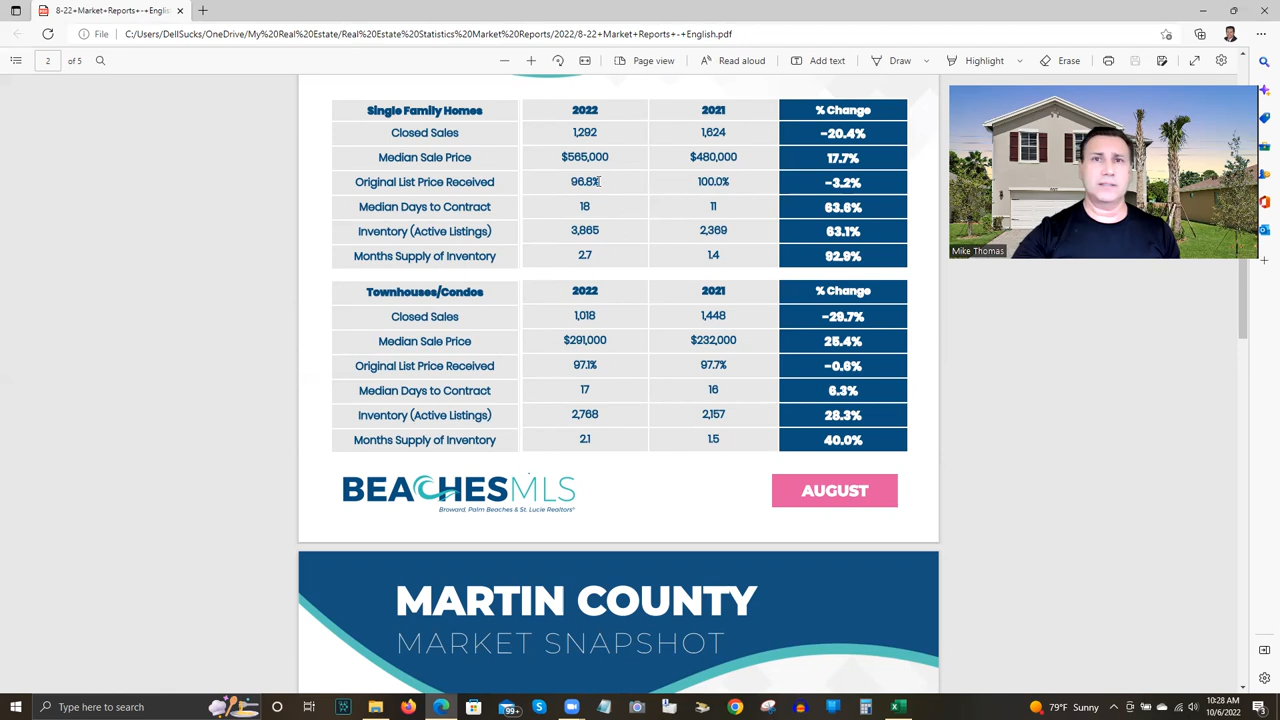 8-22+Market+Reports+-+Englis
File
C:/Users/DellSucks/OneDrive/My%20Real%20Estate/Real%20Estate%20Statistics%20Market%20Reports/2022/8-22+Market+Reports+-+English.pdf
2 of 5
Page view
Read aloud
Add text
Draw
Highlight
Erase
Single Family Homes 2022 2021 % Change
Closed Sales 1,292 1,624 -20.4%
Median Sale Price $565,000 $480,000 17.7%
Original List Price Received 96.8% 100.0% -3.2%
Median Days to Contract 18 11 63.6%
Inventory (Active Listings) 3,865 2,369 63.1%
Months Supply of Inventory 2.7 1.4 92.9%
Townhouses/Condos 2022 2021 % Change
Closed Sales 1,018 1,448 -29.7%
Median Sale Price $291,000 $232,000 25.4%
Original List Price Received 97.1% 97.7% -0.6%
Median Days to Contract 17 16 6.3%
Inventory (Active Listings) 2,768 2,157 28.3%
Months Supply of Inventory 2.1 1.5 40.0%
BEACHESMLS
Broward, Palm Beaches & St. Lucie Realtors®
AUGUST
MARTIN COUNTY
MARKET SNAPSHOT
Mike Thomas
Type here to search
99+
79°F Sunny
10:28 AM
10/6/2022